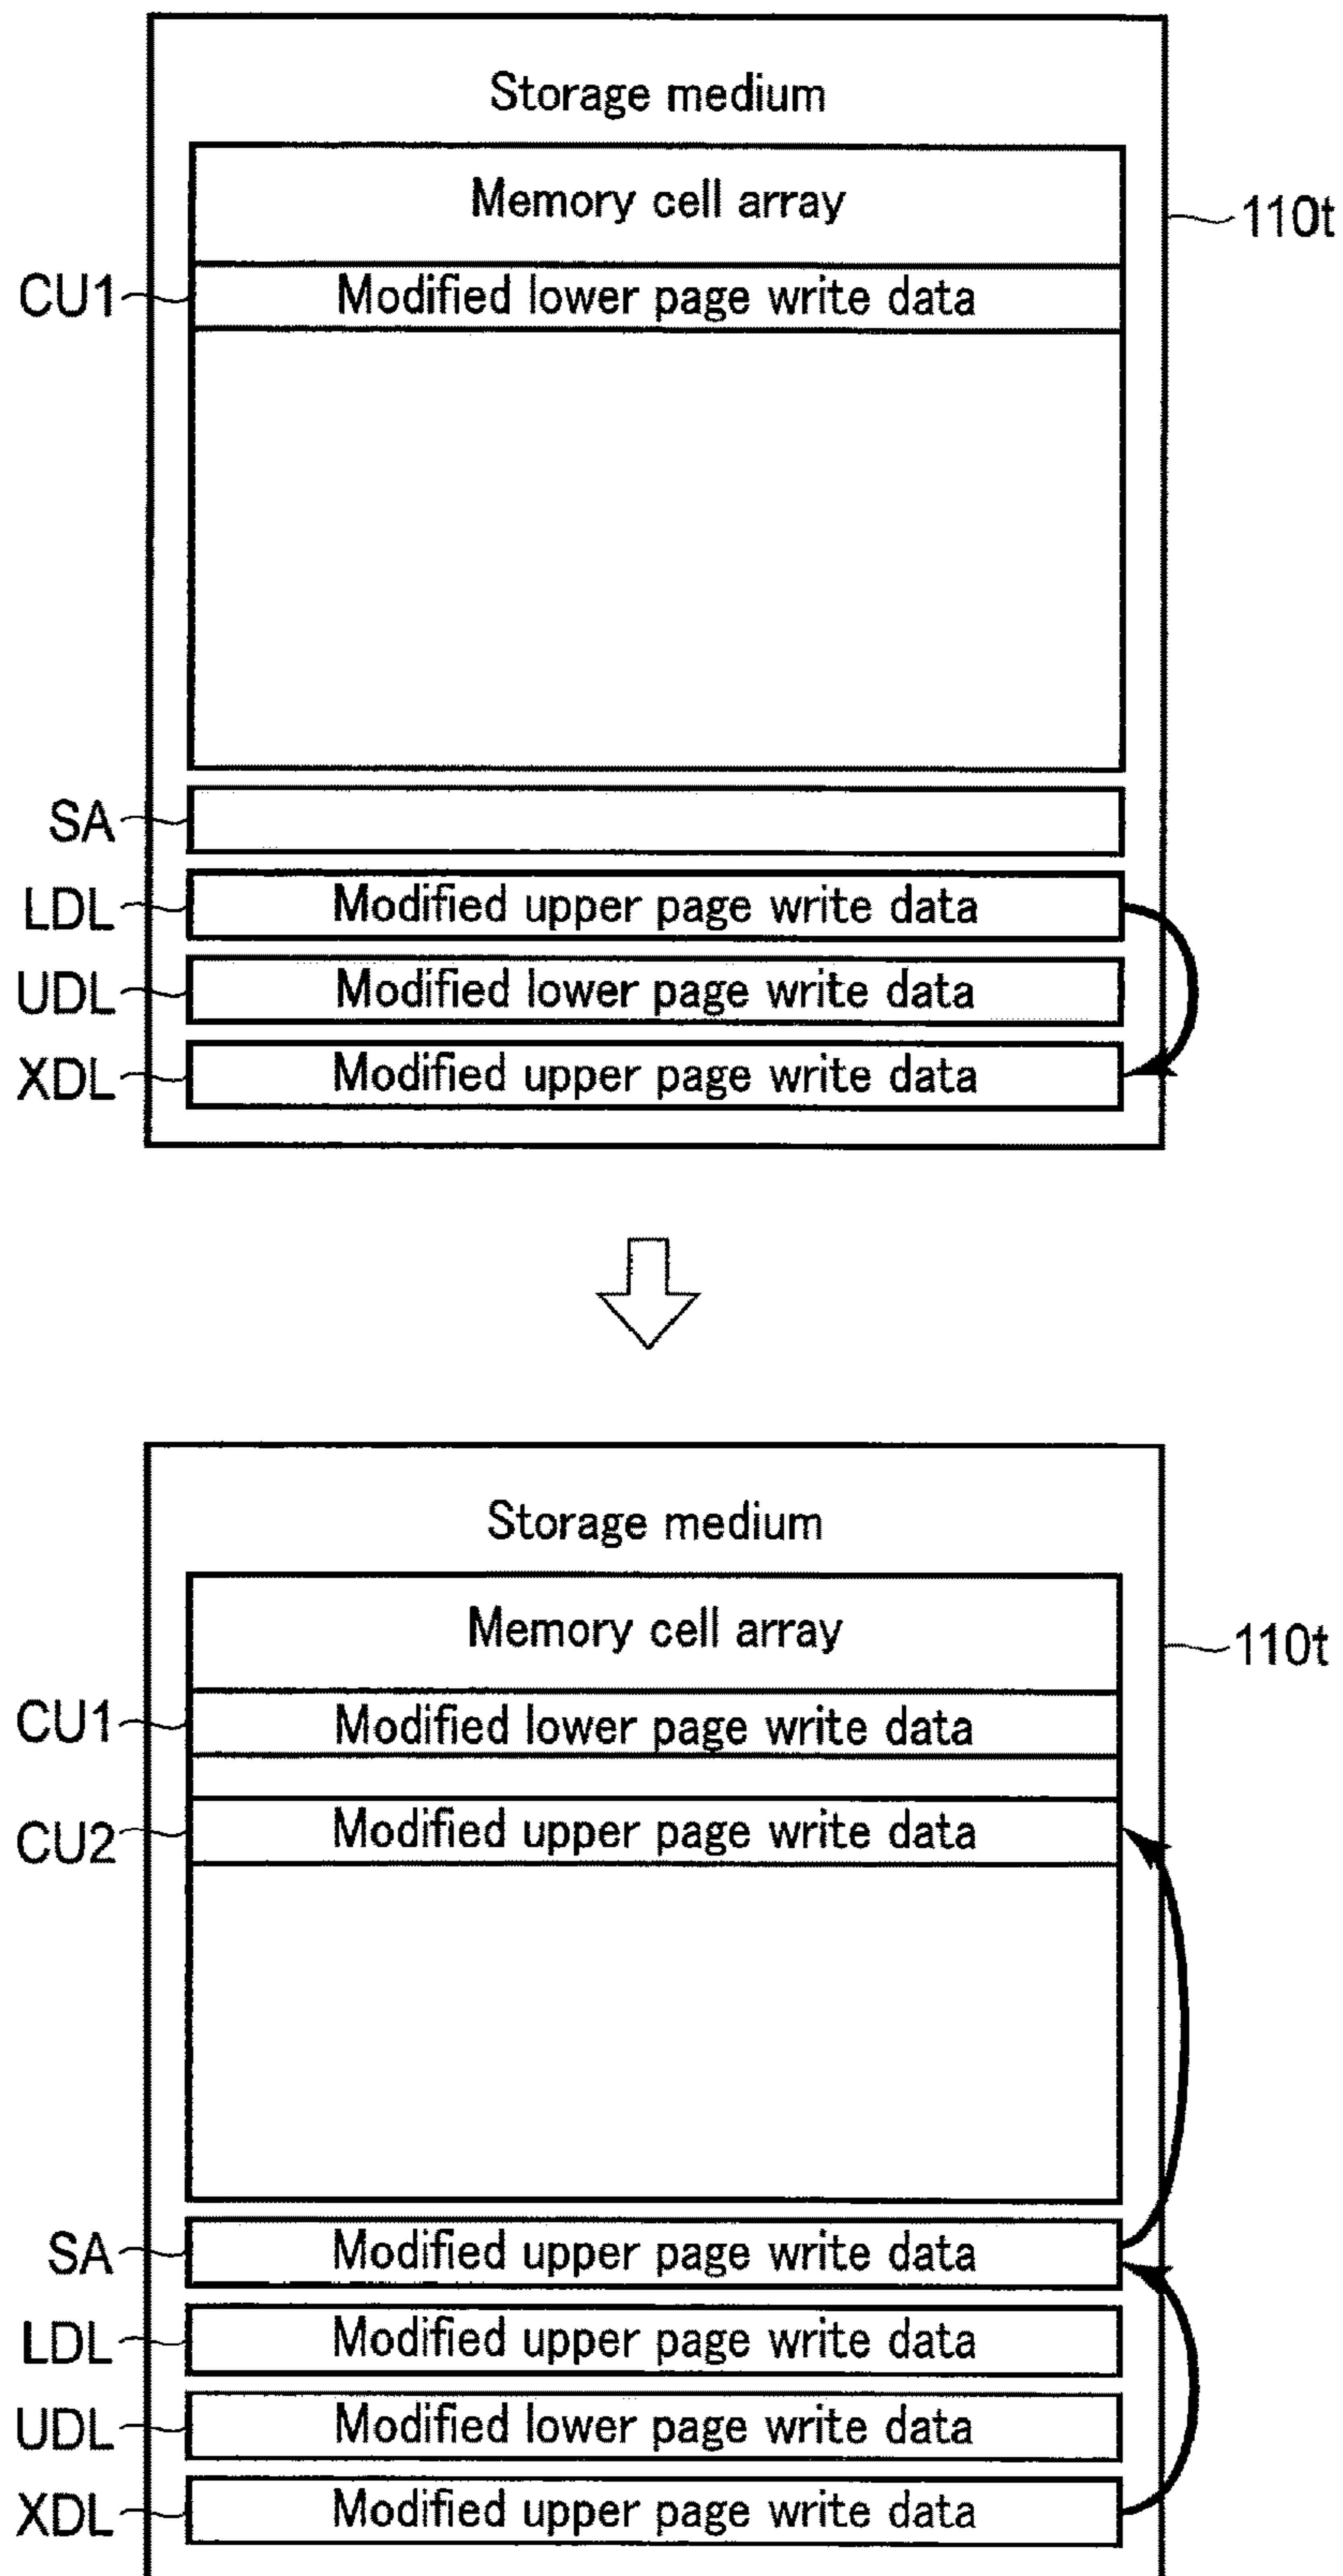 Storage medium
Memory cell array
110t
CU1 Modified lower page write data
SA
LDL Modified upper page write data
UDL Modified lower page write data
XDL Modified upper page write data
Storage medium
Memory cell array
110t
CU1 Modified lower page write data
CU2 Modified upper page write data
SA Modified upper page write data
LDL Modified upper page write data
UDL Modified lower page write data
XDL Modified upper page write data